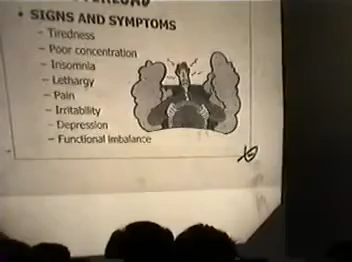 • SIGNS AND SYMPTOMS
– Tiredness
– Poor concentration
– Insomnia
– Lethargy
– Pain
– Irritability
– Depression
– Functional Imbalance